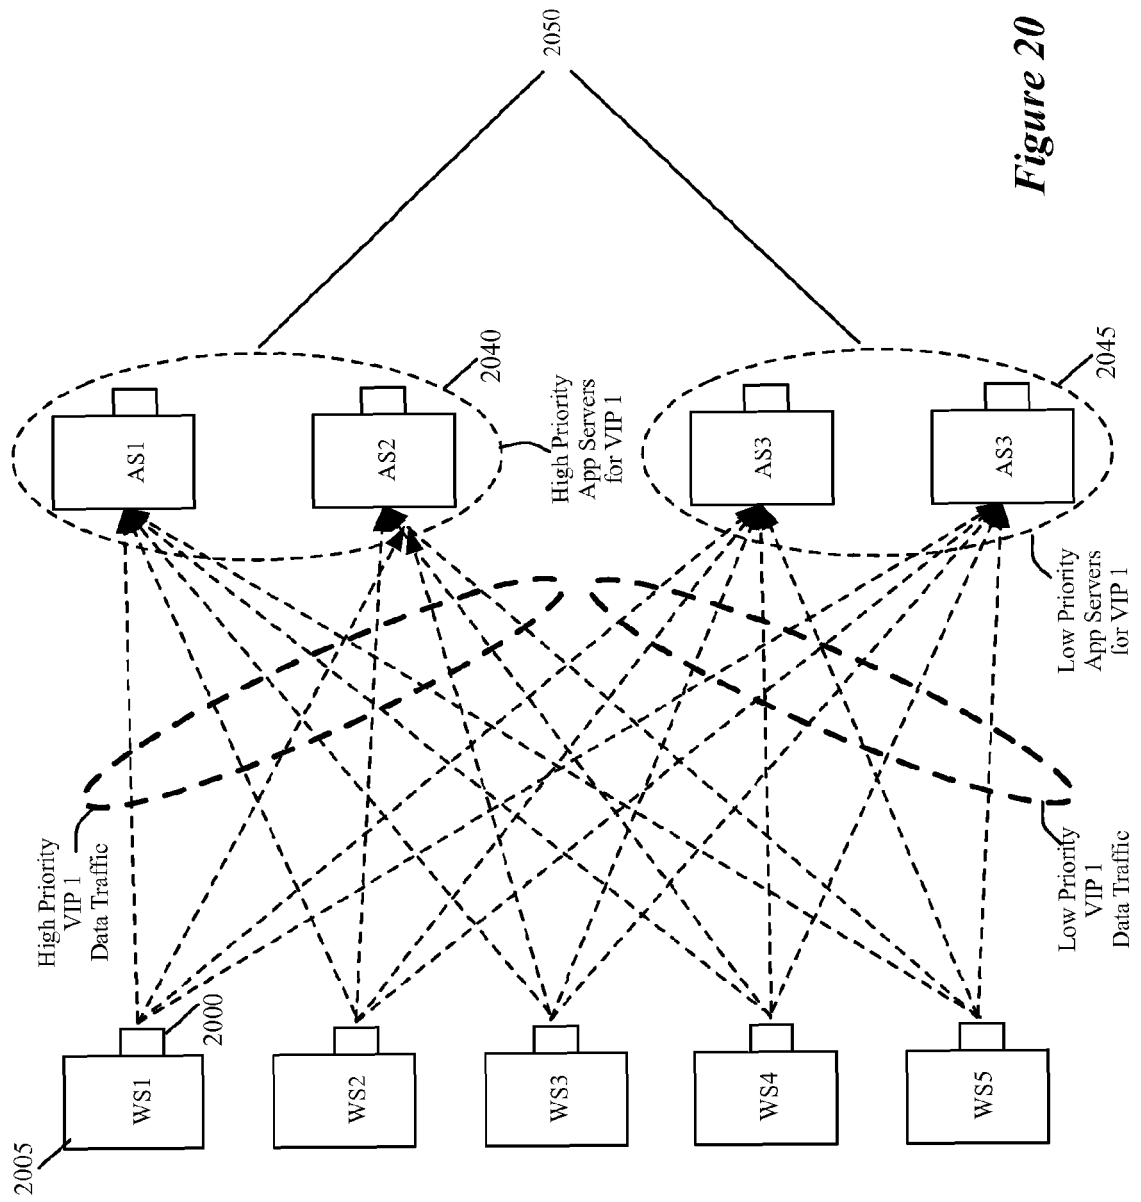 2005
WS1
2000
WS2
WS3
WS4
WS5
High Priority
VIP 1
Data Traffic
Low Priority
VIP 1
Data Traffic
AS1
AS2
2040
High Priority
App Servers
for VIP 1
AS3
AS3
2045
Low Priority
App Servers
for VIP 1
2050
Figure 20